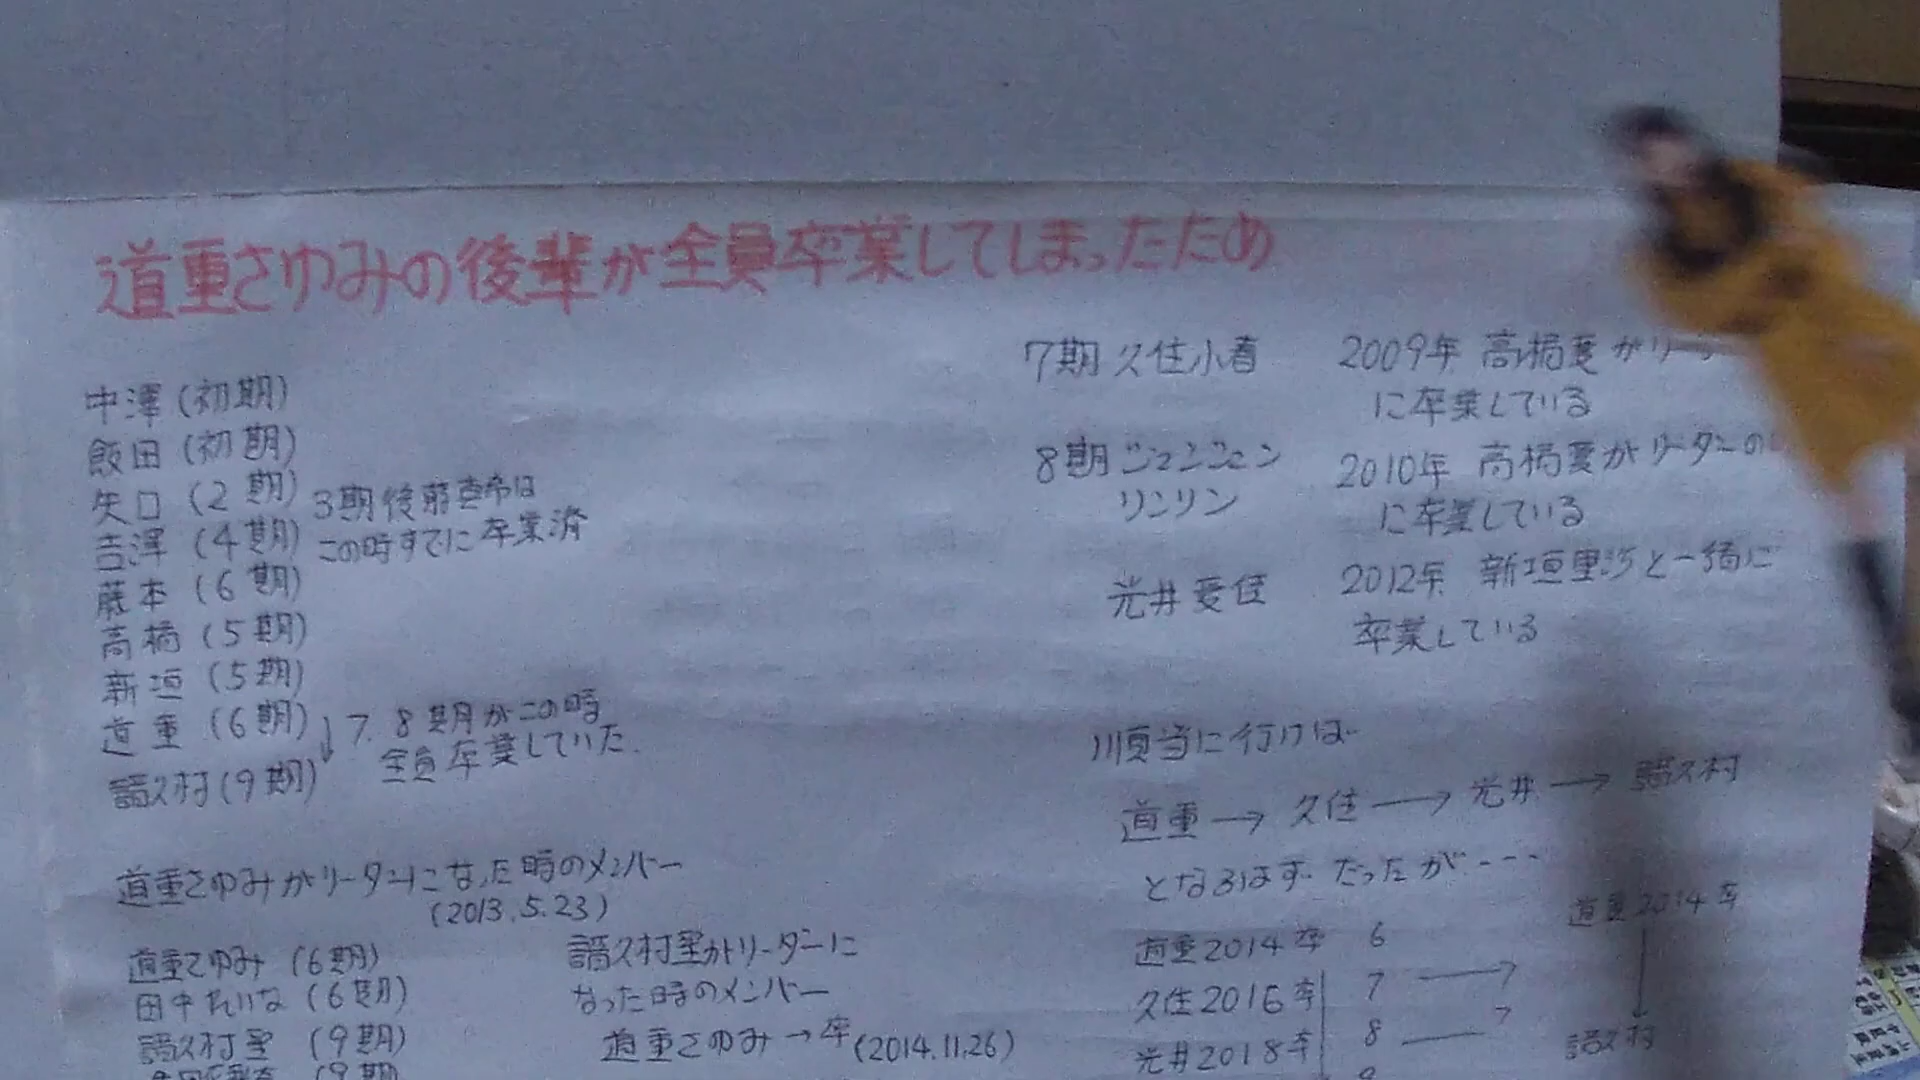 道重さゆみの後輩が全員卒業してしまったため
中澤(初期)
飯田(初期)
矢口(2期)
吉澤(4期)
藤本(6期)
高橋(5期)
新垣(5期)
道重(6期)
譜久村(9期)
3期後藤真希は
この時すでに卒業済
↓7.8期がこの時
全員卒業していた.
7期久住小春 2009年 高橋愛がリー
に卒業している
8期ジュンジュン 2010年 高橋愛がリーダーの
リンリン に卒業している
光井愛佳 2012年 新垣里沙と一緒に
卒業している
順当に行けば
道重→久住→光井→譜久村
となるはずだったが----
道重さゆみがリーダーになった時のメンバー
(2013.5.23)
道重さゆみ(6期)
田中れいな(6期)
譜久村聖(9期)
(9期
譜久村聖がリーダーに
なった時のメンバー
道重さゆみ→卒(2014.11.26)
道重2014卒 6
久住2016卒 7→?
光井2018卒 8 ?
9
道重2014卒
↓
譜久村